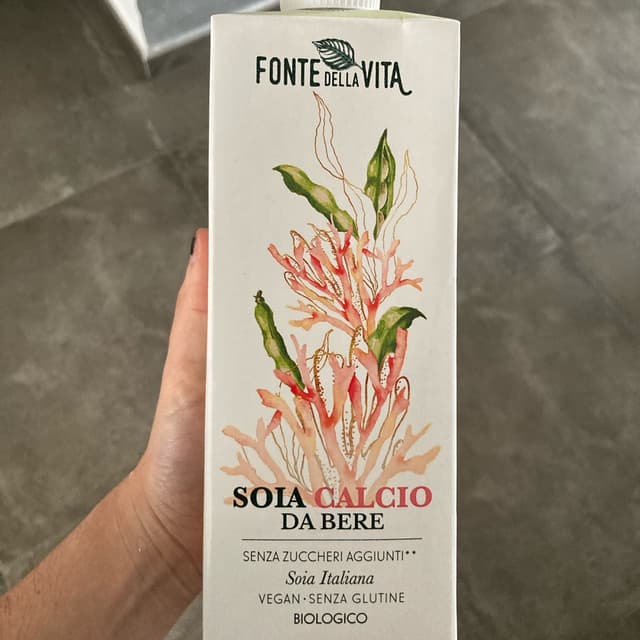 FONTE DELLA VITA
SOIA CALCIO
DA BERE
SENZA ZUCCHERI AGGIUNTI**
Soia Italiana
VEGAN • SENZA GLUTINE
BIOLOGICO